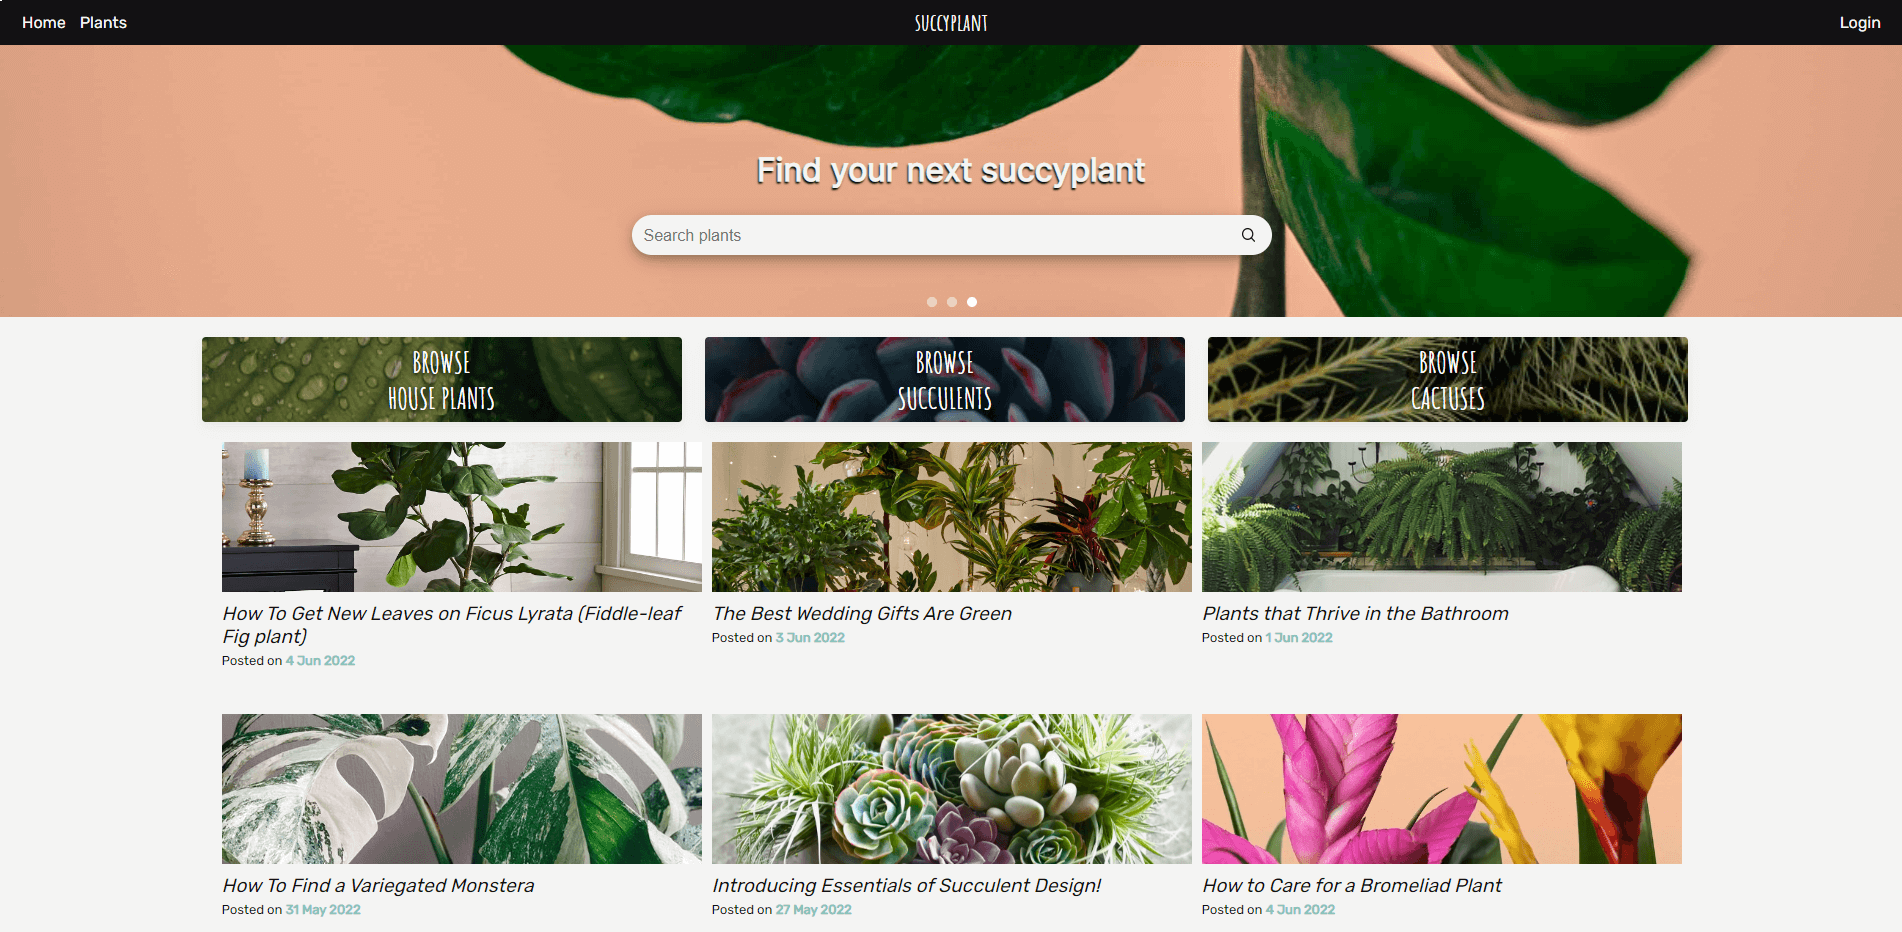 Home Plants SUCCYPLANT Login
Find your next succyplant
Search plants
BROWSE
HOUSE PLANTS
BROWSE
SUCCULENTS
BROWSE
CACTUSES
How To Get New Leaves on Ficus Lyrata (Fiddle-leaf
Fig plant)
Posted on 4 Jun 2022
The Best Wedding Gifts Are Green
Posted on 3 Jun 2022
Plants that Thrive in the Bathroom
Posted on 1 Jun 2022
How To Find a Variegated Monstera
Posted on 31 May 2022
Introducing Essentials of Succulent Design!
Posted on 27 May 2022
How to Care for a Bromeliad Plant
Posted on 4 Jun 2022